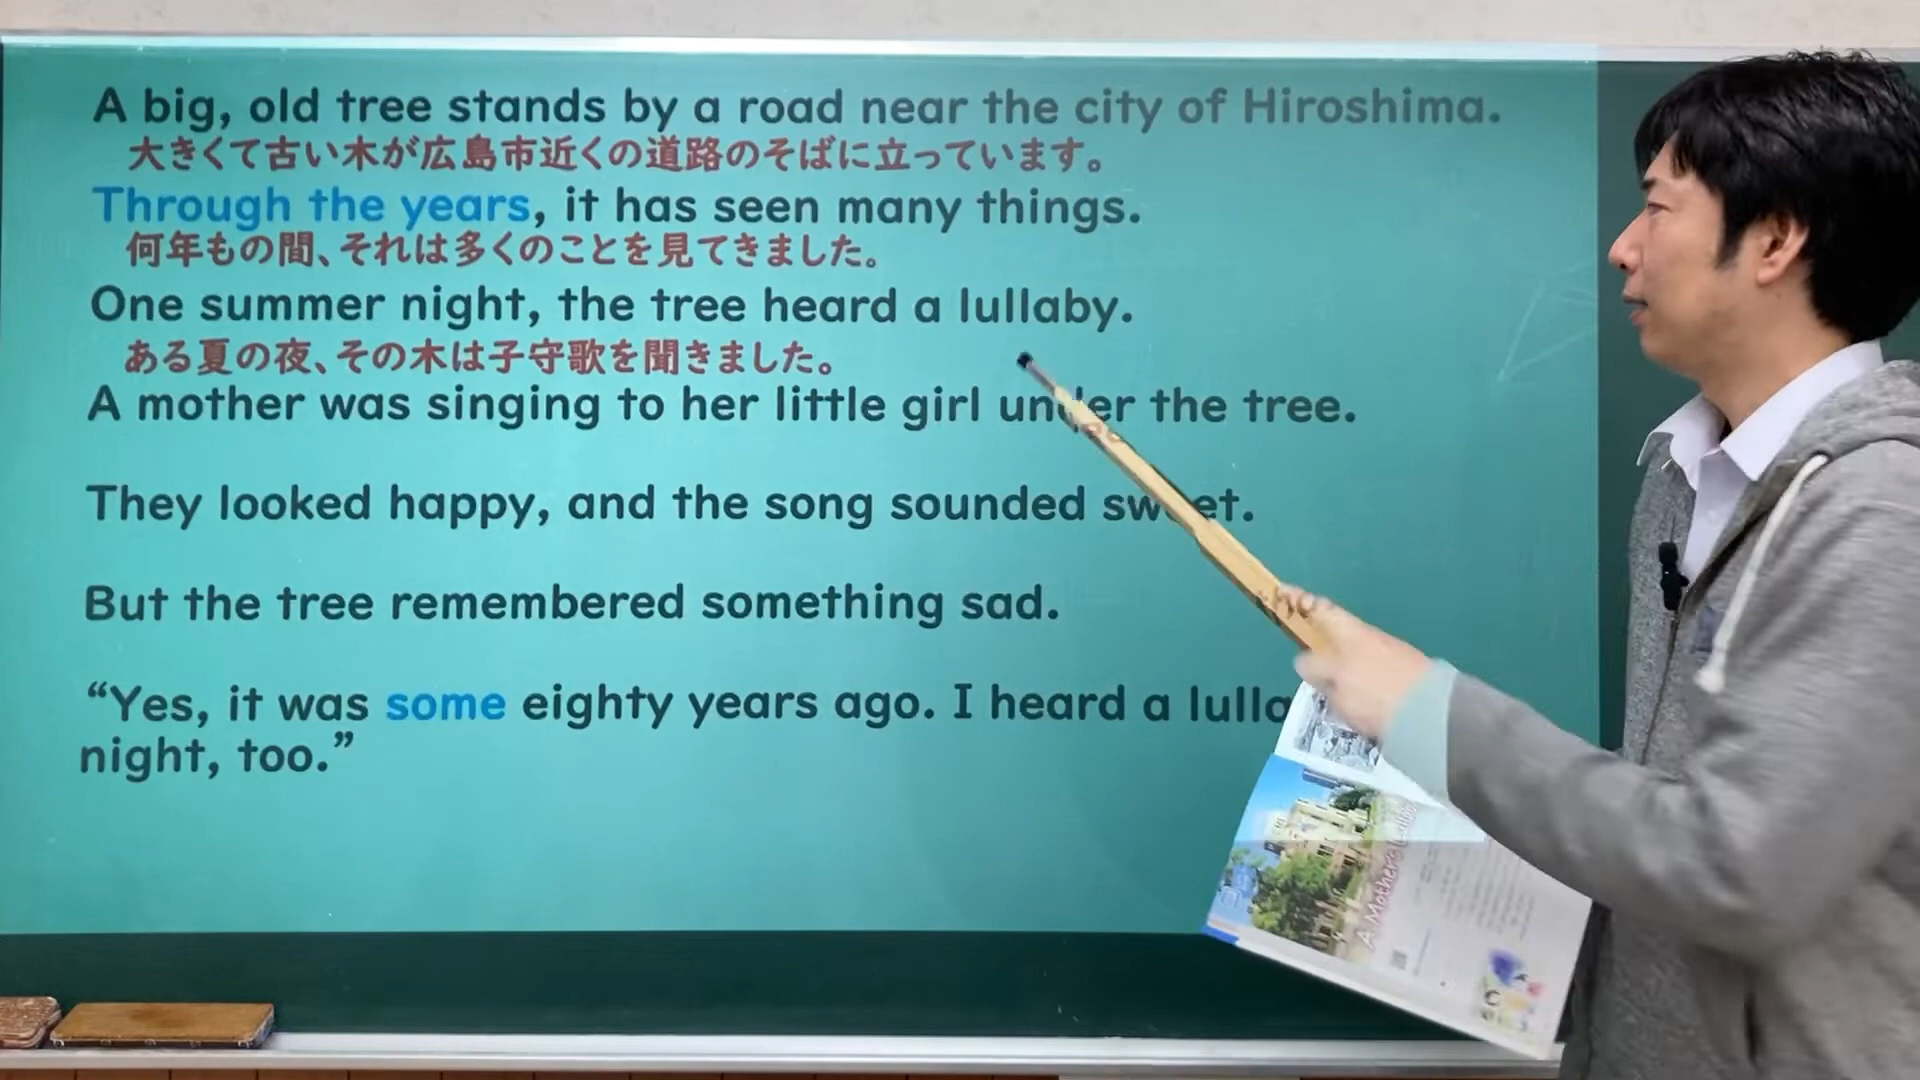 A big, old tree stands by a road near the city of Hiroshima.
大きくて古い木が広島市近くの道路のそばに立っています。
Through the years, it has seen many things.
何年もの間、それは多くのことを見てきました。
One summer night, the tree heard a lullaby.
ある夏の夜、その木は子守歌を聞きました。
A mother was singing to her little girl under the tree.
They looked happy, and the song sounded sweet.
But the tree remembered something sad.
“Yes, it was some eighty years ago. I heard a
night, too.”
A Mother's Lullaby